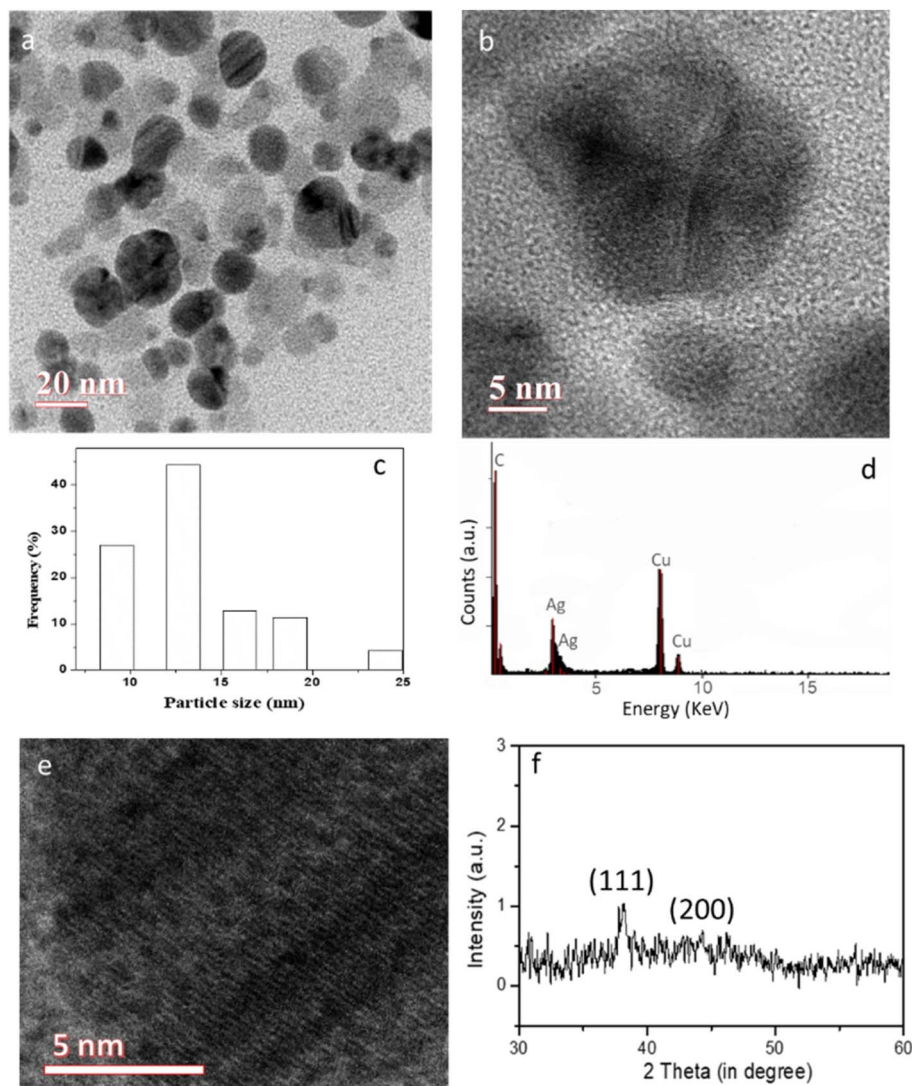 a
20 nm
b
5 nm
c
Frequency (%)
40
30
20
10
0
10
15
20
25
Particle size (nm)
d
Counts (a.u.)
C
Ag
Ag
Cu
Cu
5
10
15
Energy (KeV)
e
5 nm
f
Intensity (a.u.)
3
2
1
0
(111)
(200)
30
40
50
60
2 Theta (in degree)